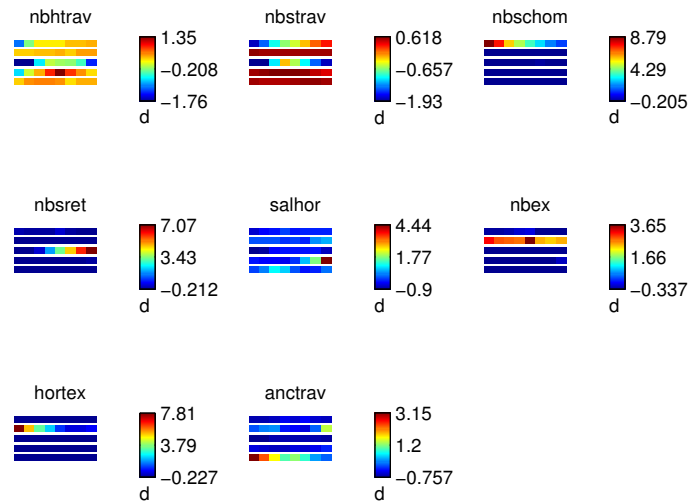 nbhtrav
1.35
−0.208
−1.76
d
nbstrav
0.618
−0.657
−1.93
d
nbschom
8.79
4.29
−0.205
d
nbsret
7.07
3.43
−0.212
d
salhor
4.44
1.77
−0.9
d
nbex
3.65
1.66
−0.337
d
hortex
7.81
3.79
−0.227
d
anctrav
3.15
1.2
−0.757
d